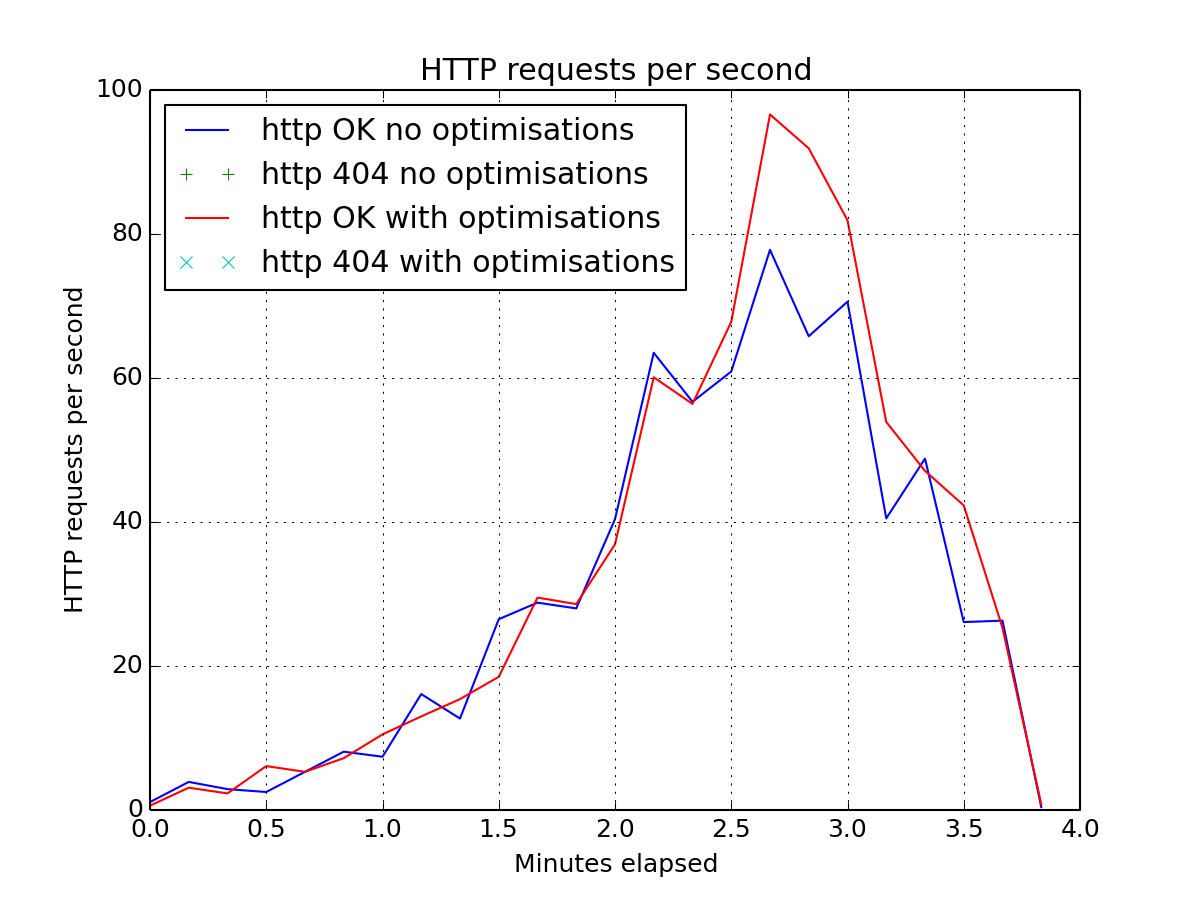 HTTP requests per second
100
http OK no optimisations
http 404 no optimisations
http OK with optimisations
http 404 with optimisations
80
60
40
20
0
HTTP requests per second
0.0 0.5 1.0 1.5 2.0 2.5 3.0 3.5 4.0
Minutes elapsed